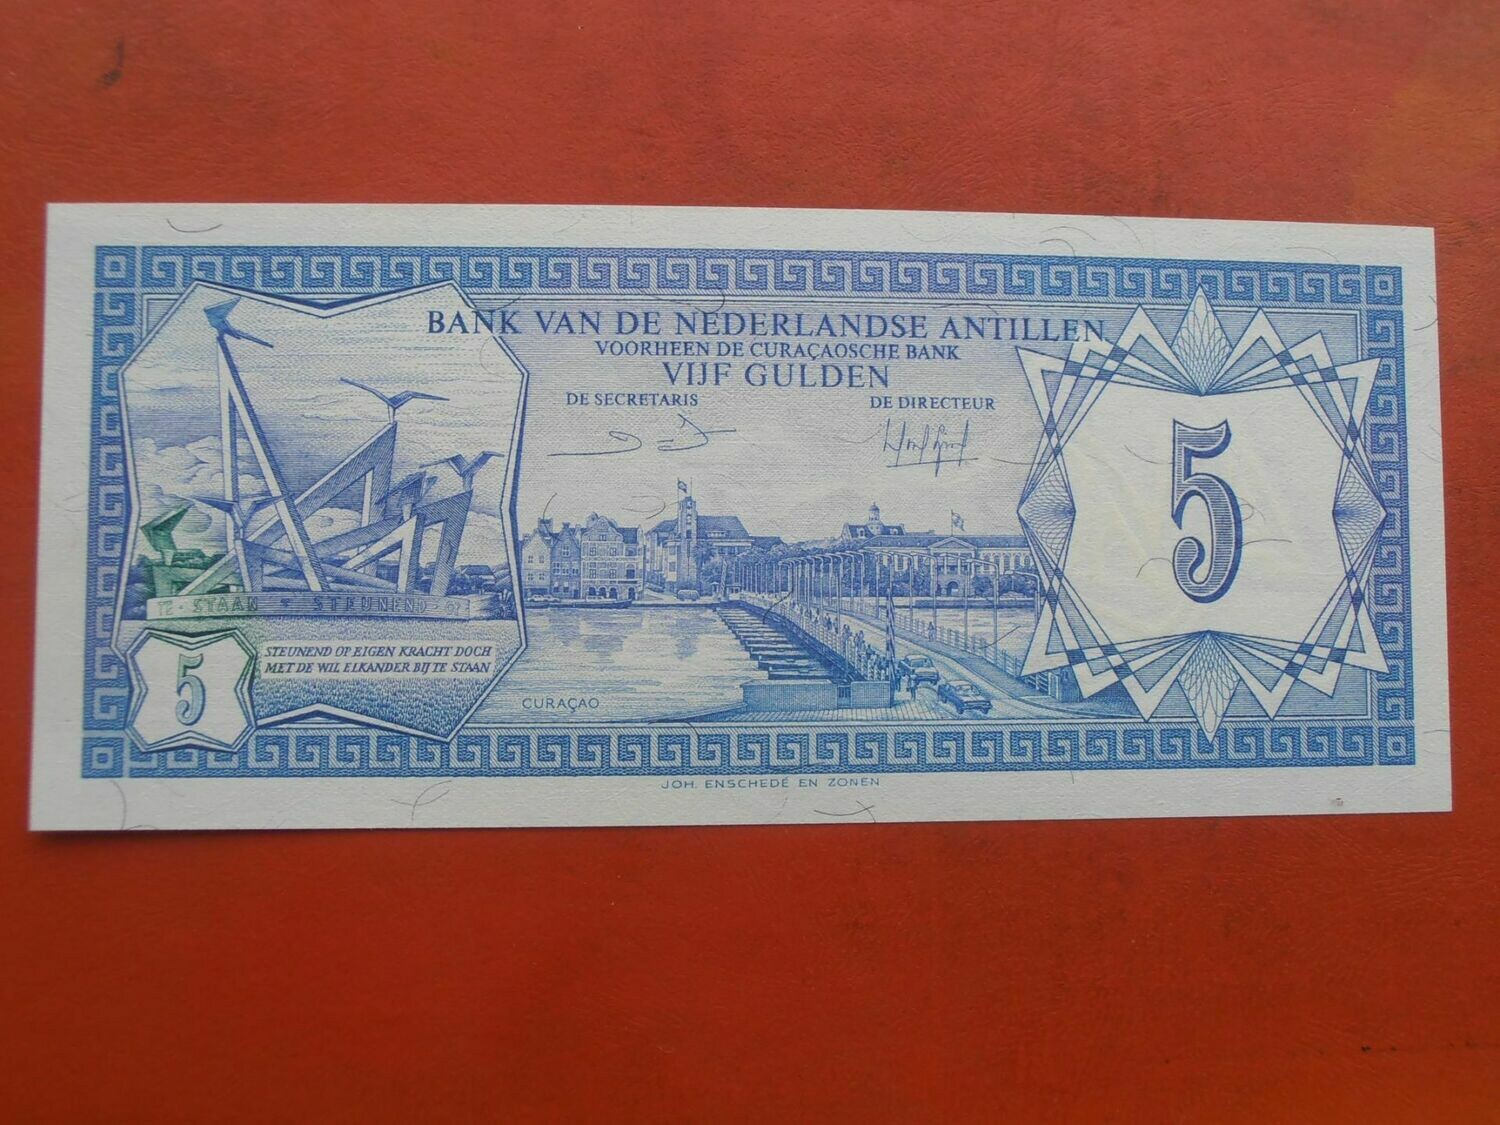 BANK VAN DE NEDERLANDSE ANTILLEN
VOORHEEN DE CURAÇAOSCHE BANK
VIJF GULDEN
DE SECRETARIS
DE DIRECTEUR
5
STEUNEND
STEUNEND OP EIGEN KRACHT DOCH
MET DE WIL ELKANDER BIJ TE STAAN
5
CURAÇAO
JOH. ENSCHEDÉ EN ZONEN